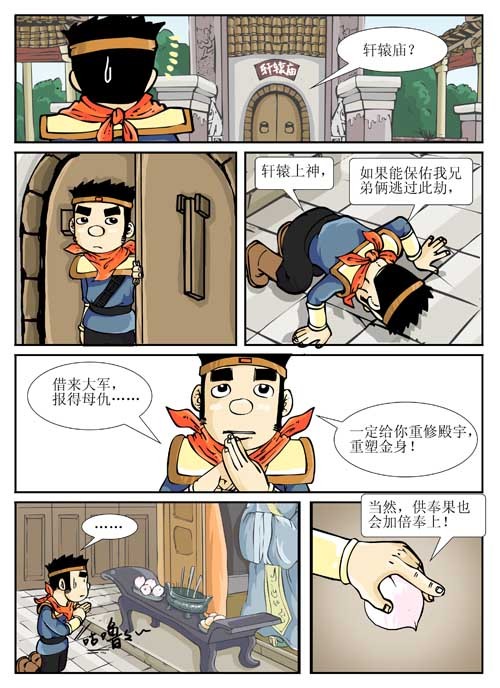 轩辕庙?
轩辕庙
轩辕上神,
如果能保佑我兄
弟俩逃过此劫,
借来大军,
报得母仇……
一定给你重修殿宇,
重塑金身!
……
咕噜~
当然,供奉果也
会加倍奉上!